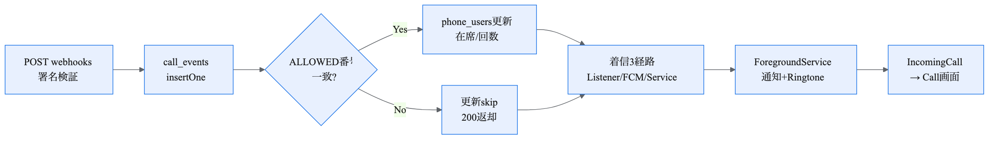 POST webhooks
署名検証
call_events
insertOne
ALLOWED番
一致?
Yes
No
phone_users更新
在席/回数
更新skip
200返却
着信3経路
Listener/FCM/Service
ForegroundService
通知+Ringtone
IncomingCall
→ Call画面